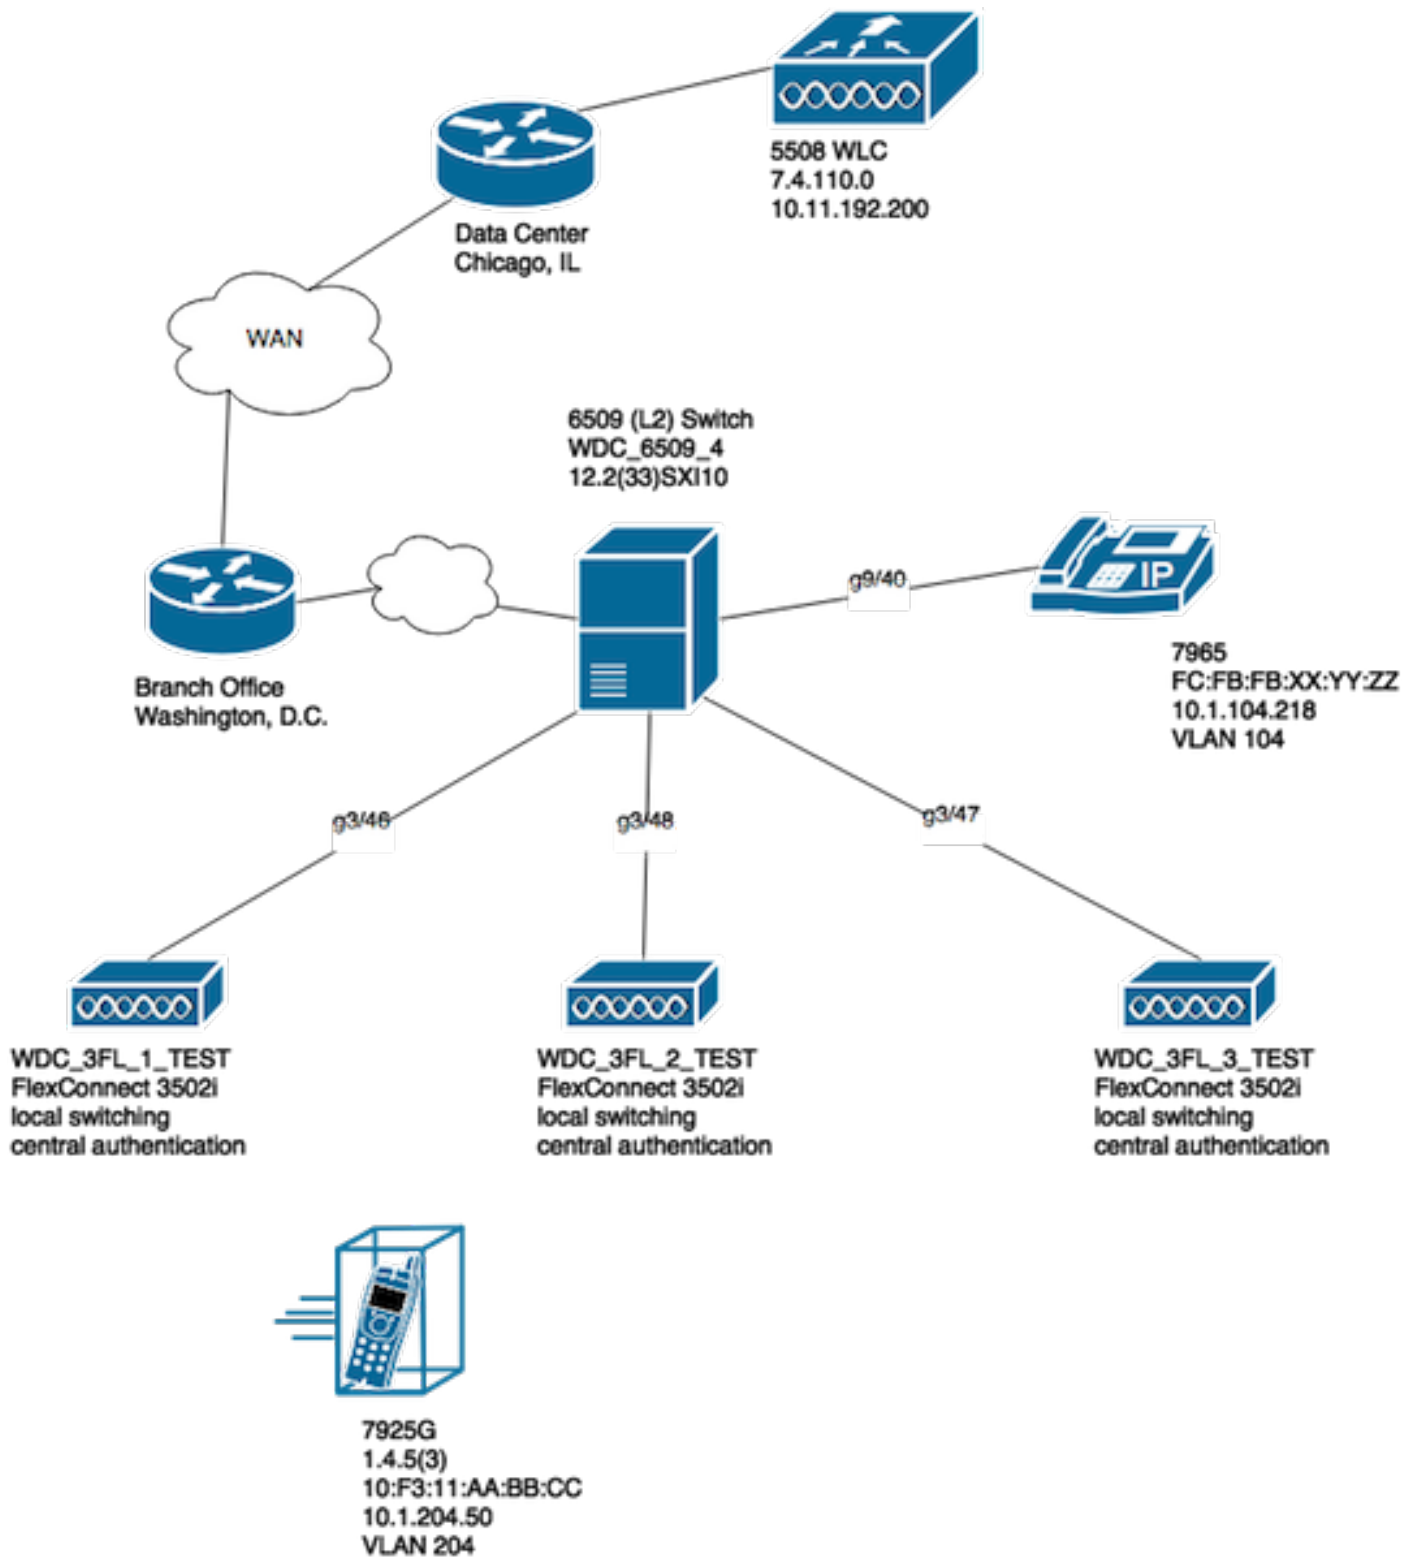 5508 WLC
7.4.110.0
10.11.192.200
Data Center
Chicago, IL
WAN
6509 (L2) Switch
WDC_6509_4
12.2(33)SXI10
g9/40
IP
7965
FC:FB:FB:XX:YY:ZZ
10.1.104.218
VLAN 104
Branch Office
Washington, D.C.
g3/46
g3/48
g3/47
WDC_3FL_1_TEST
FlexConnect 3502i
local switching
central authentication
WDC_3FL_2_TEST
FlexConnect 3502i
local switching
central authentication
WDC_3FL_3_TEST
FlexConnect 3502i
local switching
central authentication
7925G
1.4.5(3)
10:F3:11:AA:BB:CC
10.1.204.50
VLAN 204